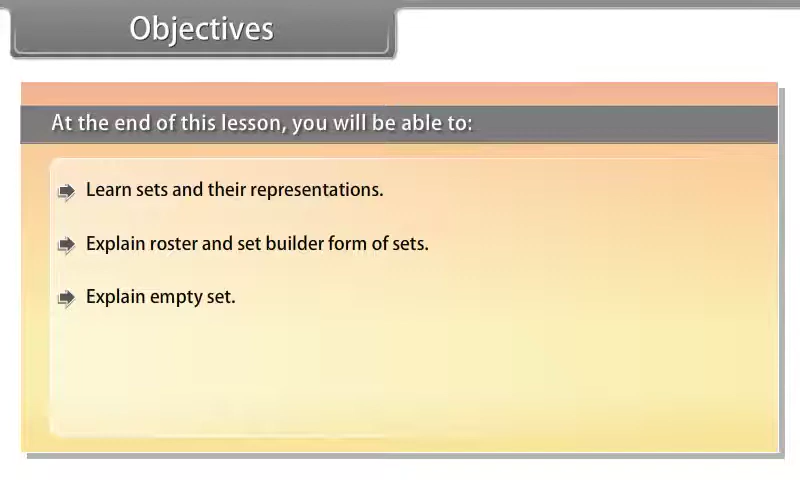 Objectives
At the end of this lesson, you will be able to:
Learn sets and their representations.
Explain roster and set builder form of sets.
Explain empty set.